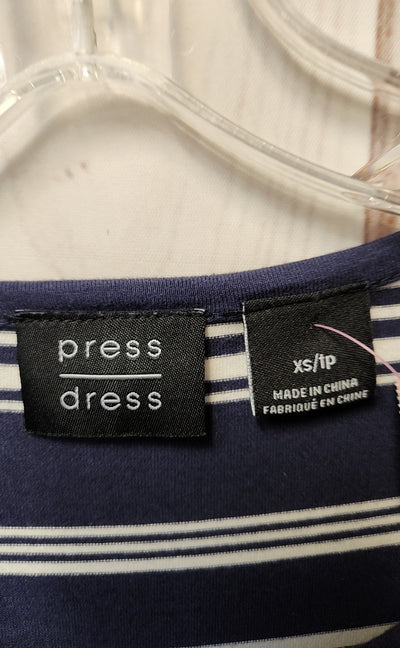 press
dress
XS/TP
MADE IN CHINA
FABRIQUÉ EN CHINE